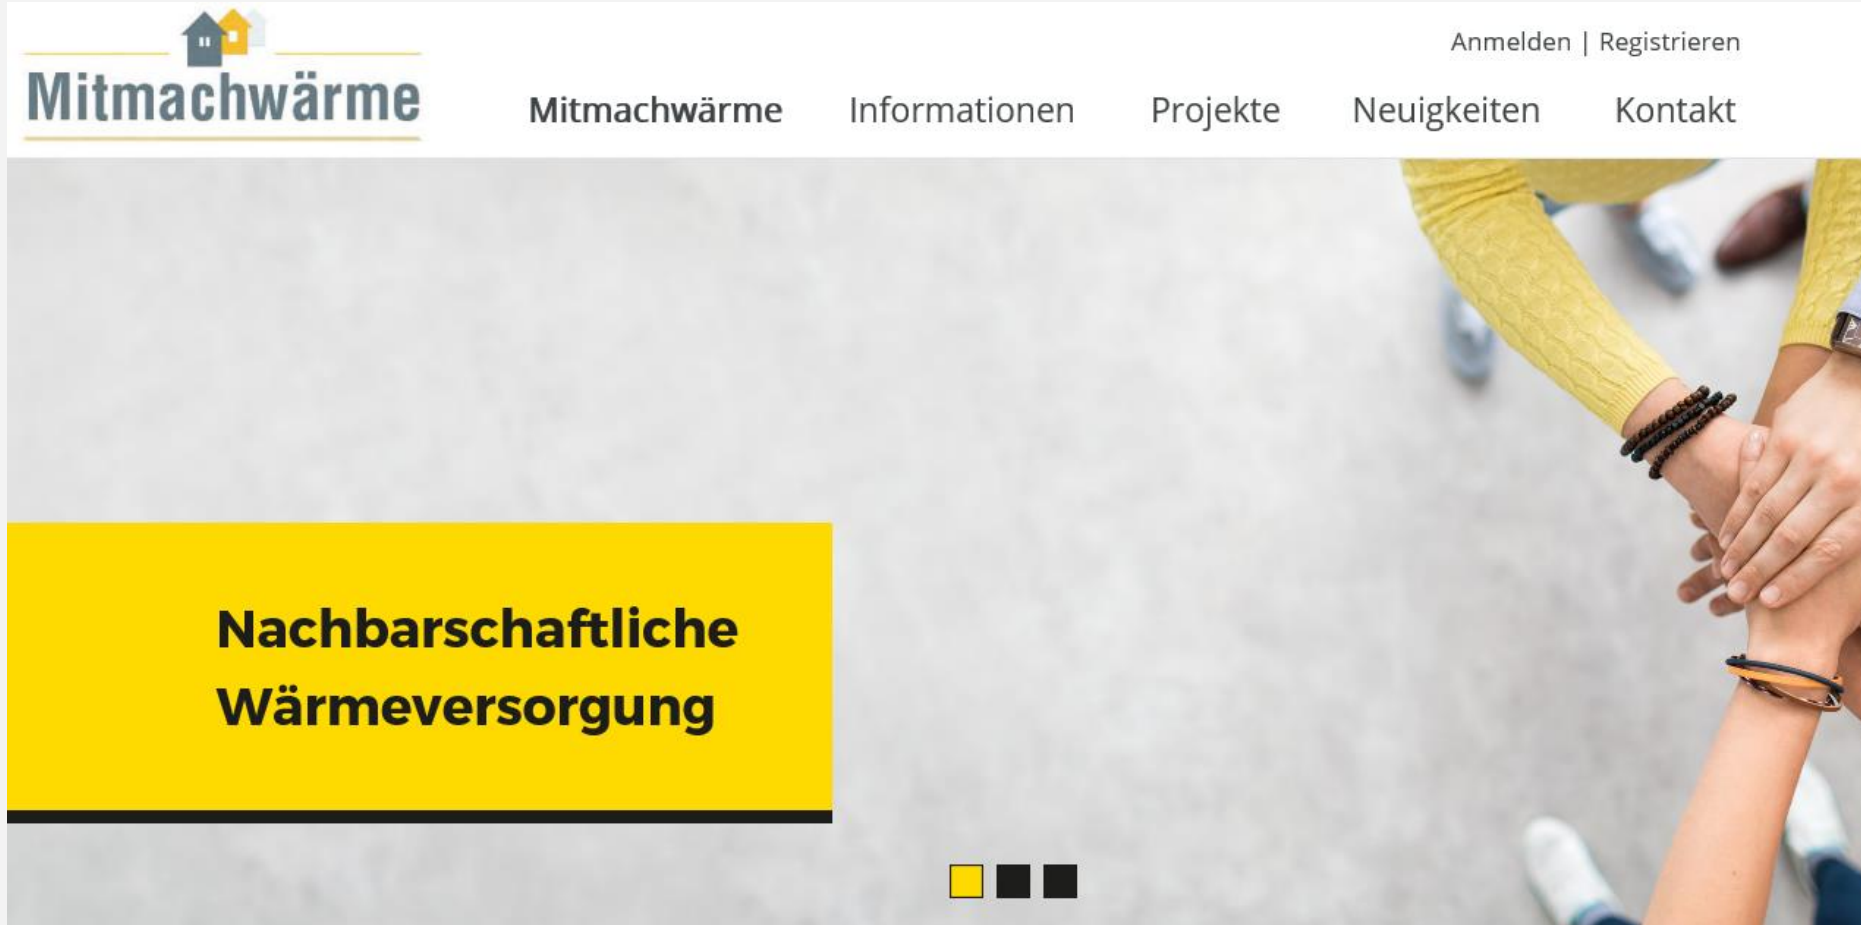 Mitmachwärme
Anmelden | Registrieren
Mitmachwärme Informationen Projekte Neuigkeiten Kontakt
Nachbarschaftliche
Wärmeversorgung